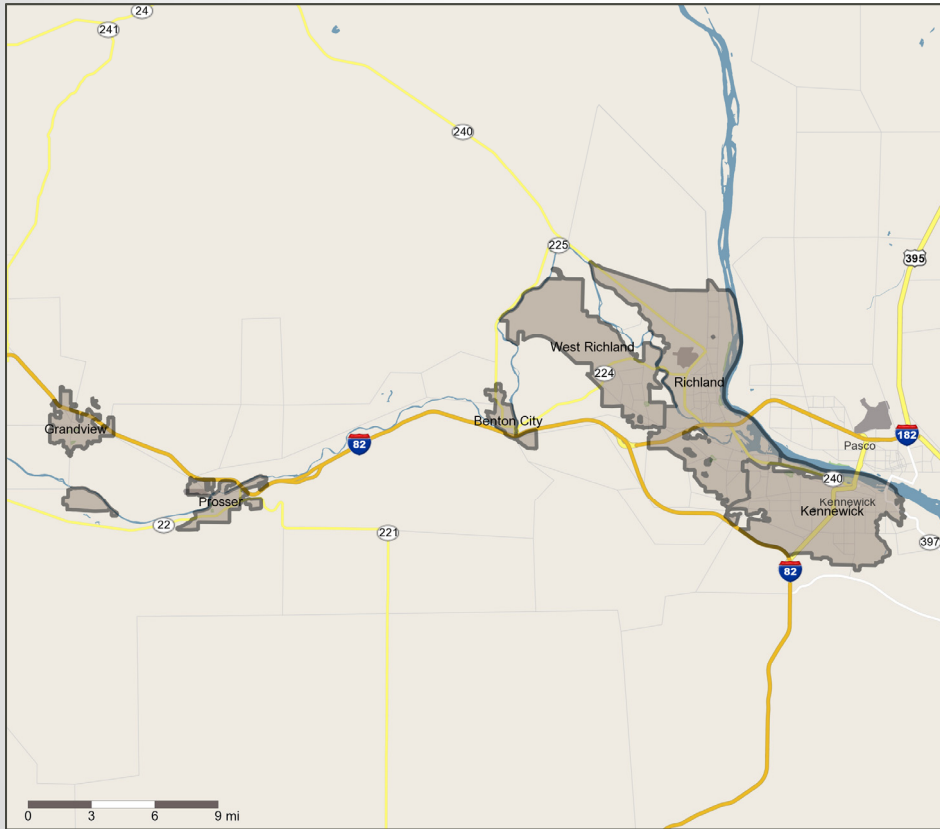 24
241
240
225
395
West Richland
224
Richland
Benton City
Grandview
82
182
Pasco
Prosser
240
Kennewick
Kennewick
22
221
397
82
0 3 6 9 mi